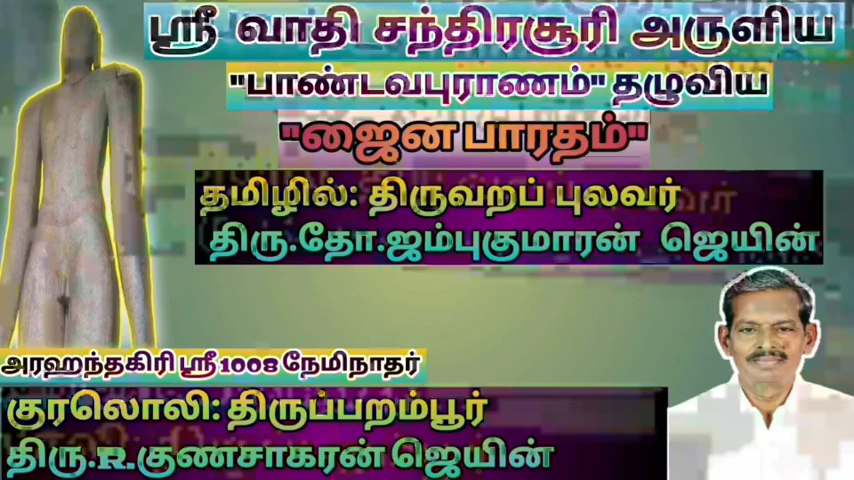 ஸ்ரீ வாதி சந்திரசூரி அருளிய
"பாண்டவபுராணம்" தழுவிய
"ஜைன பாரதம்"
தமிழில்: திருவறப் புலவர்
திரு.தோ.ஜம்புகுமாரன் ஜெயின்
அரஹந்தகிரி ஸ்ரீ 1008 நேமிநாதர்
குரலொலி: திருப்பறம்பூர்
திரு.R.குணசாகரன் ஜெயின்